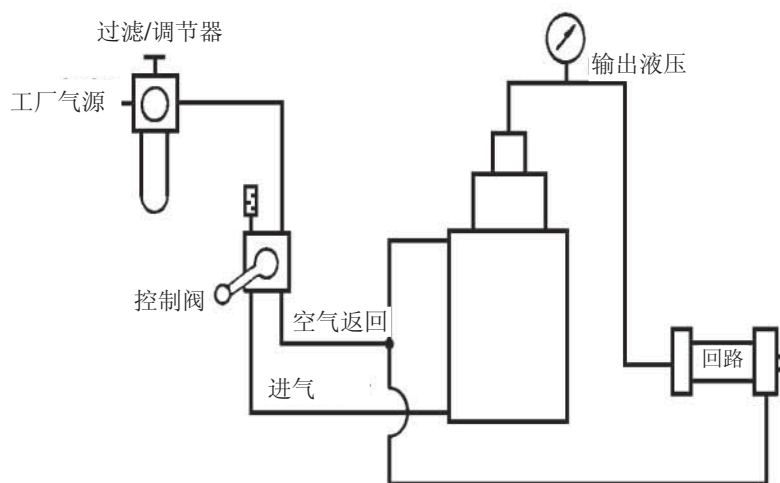 过滤/调节器
工厂气源
输出液压
控制阀
空气返回
回路
进气